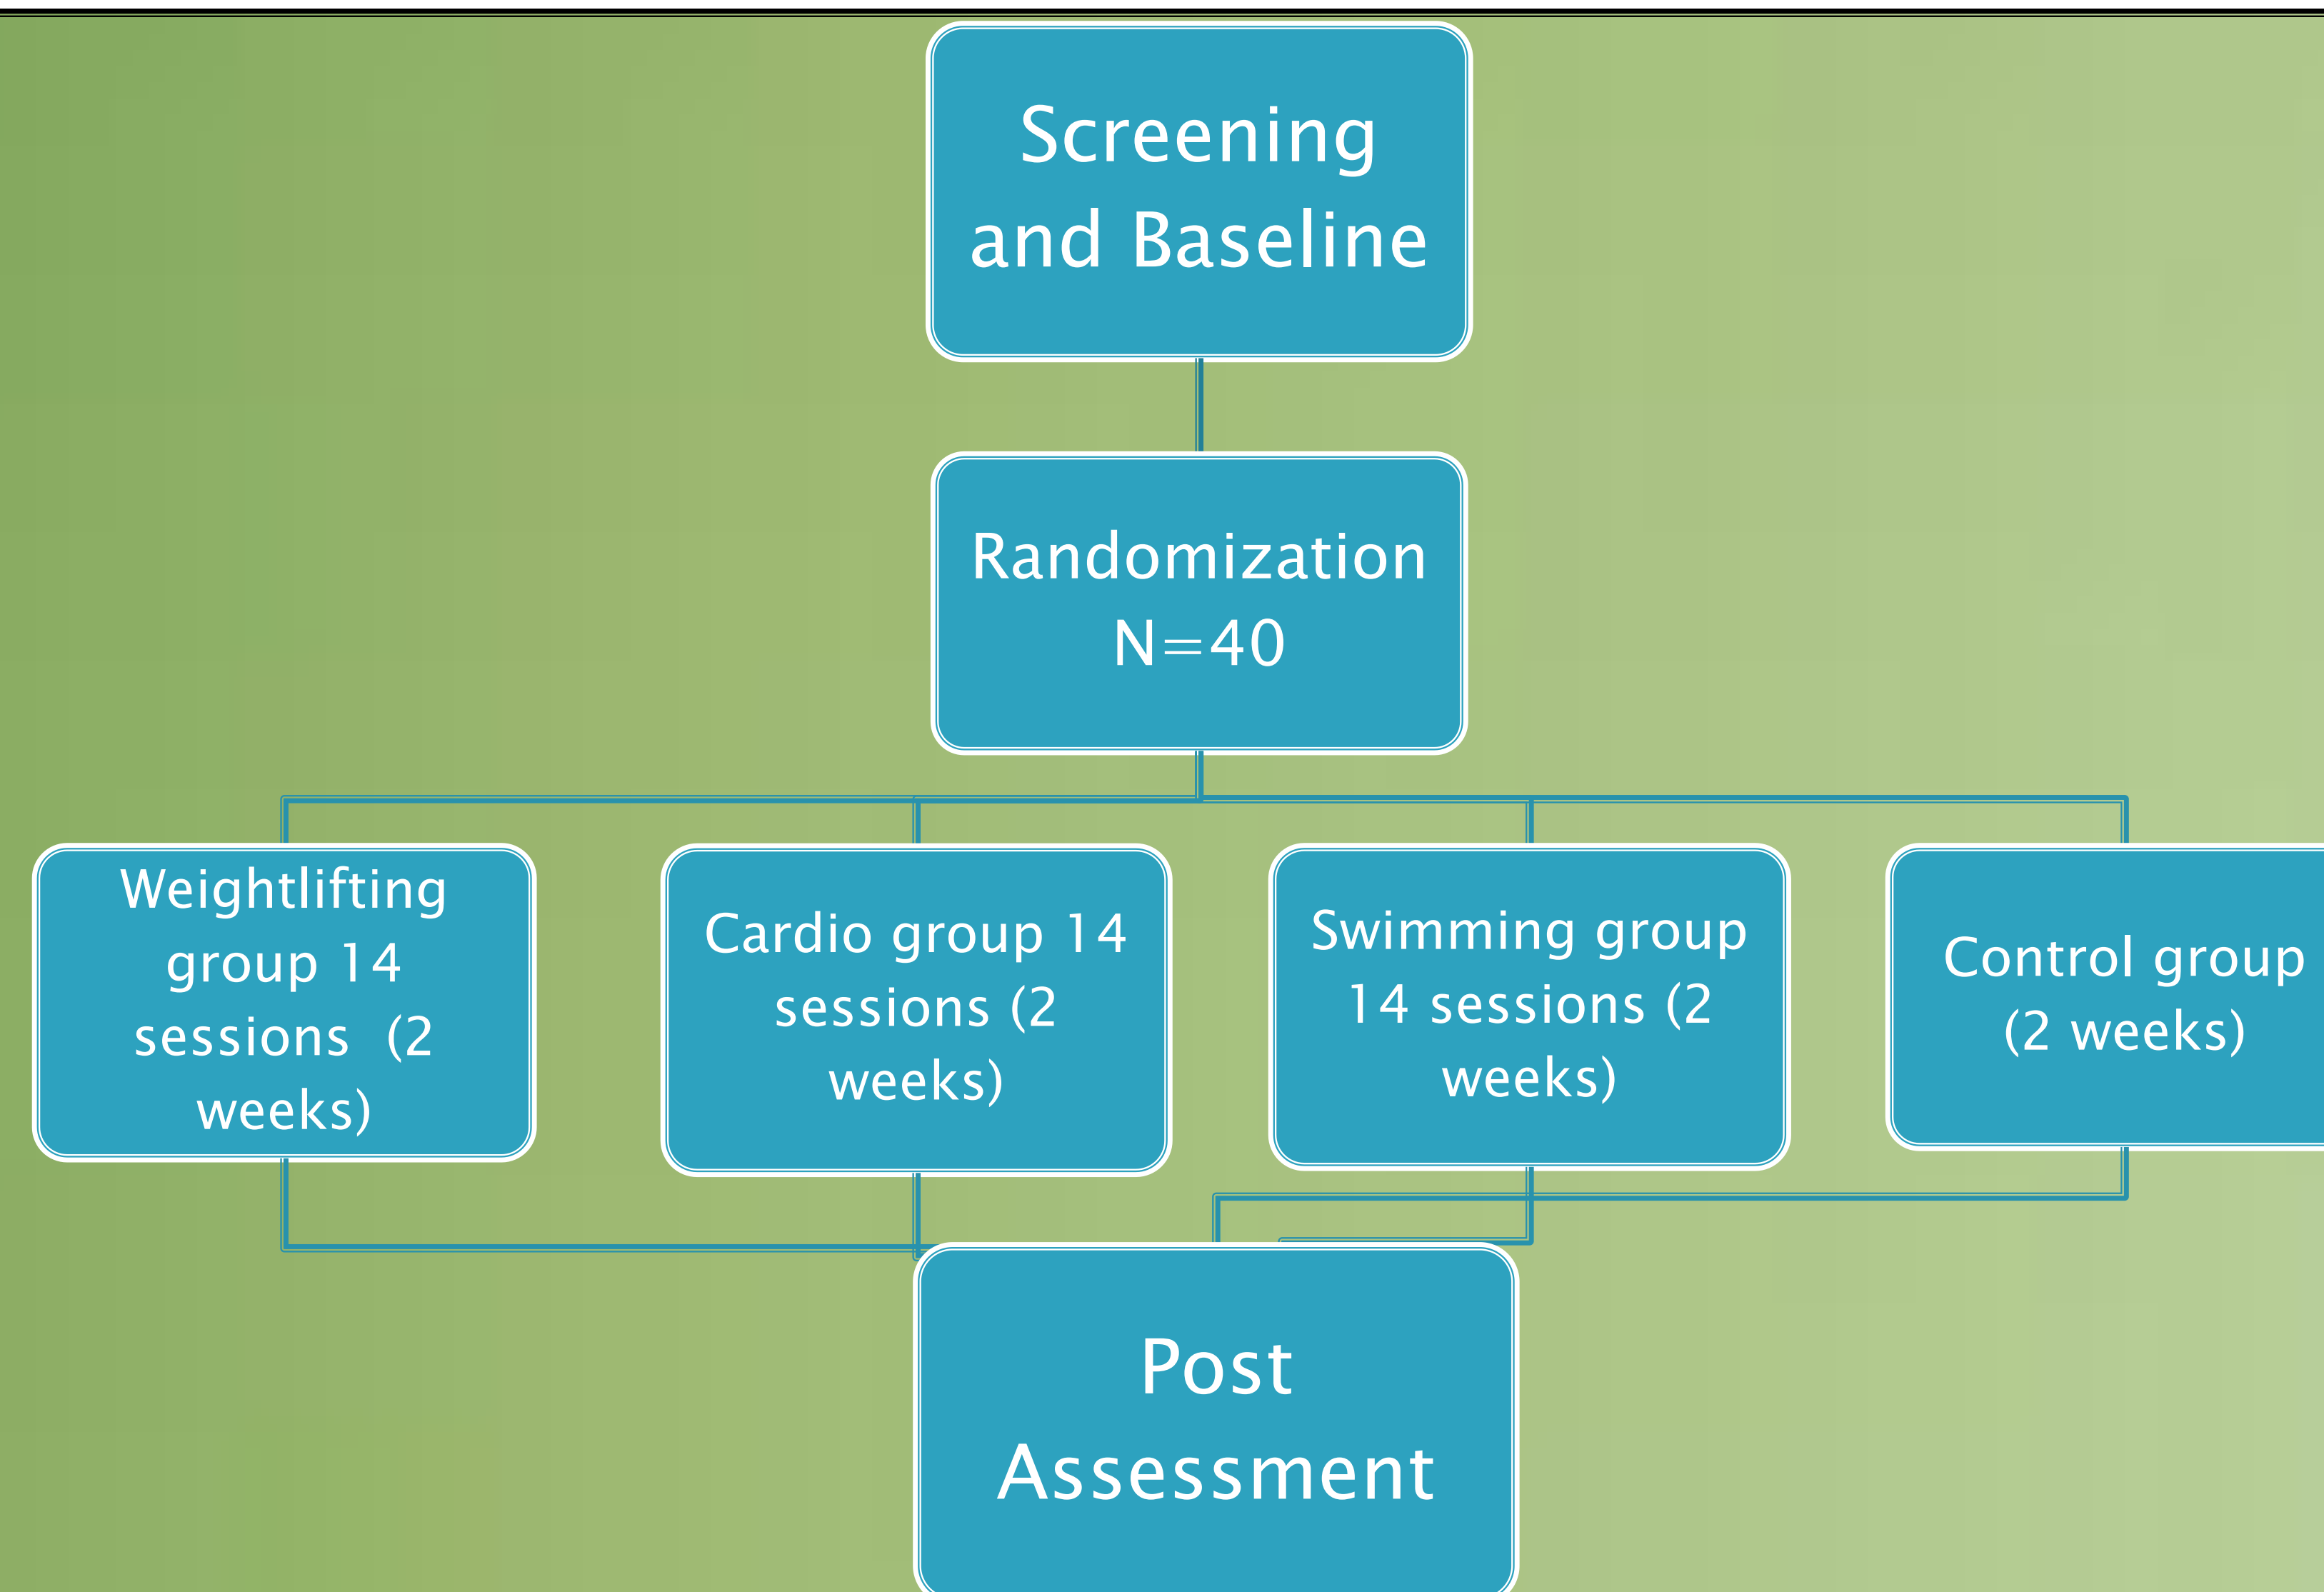 Screening
and Baseline
Randomization
N=40
Weightlifting
group 14
sessions (2
weeks)
Cardio group 14
sessions (2
weeks)
Swimming group
14 sessions (2
weeks)
Control group
(2 weeks)
Post
Assessment